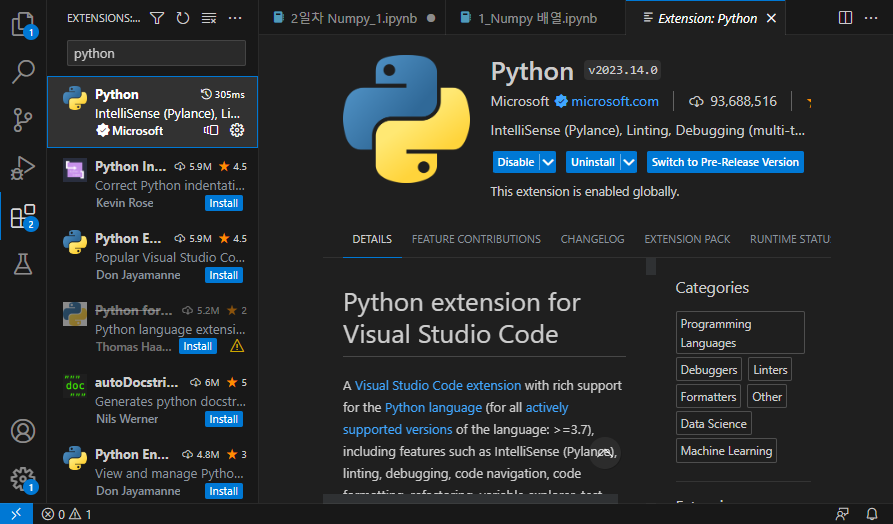 EXTENSIONS:...
python
Python
305ms
IntelliSense (Pylance), Li...
Microsoft
Python In...
5.9M
4.5
Correct Python indentati...
Kevin Rose
Install
Python E...
5.9M
4.5
Popular Visual Studio Co...
Don Jayamanne
Install
Python for...
5.2M
2
Python language extensi...
Thomas Haa...
Install
autoDocstri...
6M
5
Generates python docstr...
Nils Werner
Install
Python En...
4.8M
3
View and manage Pytho...
Don Jayamanne
Install
1
2
1
2일차 Numpy_1.ipynb
1_Numpy 배열.ipynb
Extension: Python
Python
v2023.14.0
Microsoft
microsoft.com
93,688,516
IntelliSense (Pylance), Linting, Debugging (multi-t...
Disable
Uninstall
Switch to Pre-Release Version
This extension is enabled globally.
DETAILS
FEATURE CONTRIBUTIONS
CHANGELOG
EXTENSION PACK
RUNTIME STATU
Python extension for
Visual Studio Code
A Visual Studio Code extension with rich support
for the Python language (for all actively
supported versions of the language: >=3.7),
including features such as IntelliSense (Pylance),
linting, debugging, code navigation, code
formatting, refactoring, variable explorer, test
Categories
Programming
Languages
Debuggers
Linters
Formatters
Other
Data Science
Machine Learning
0
1